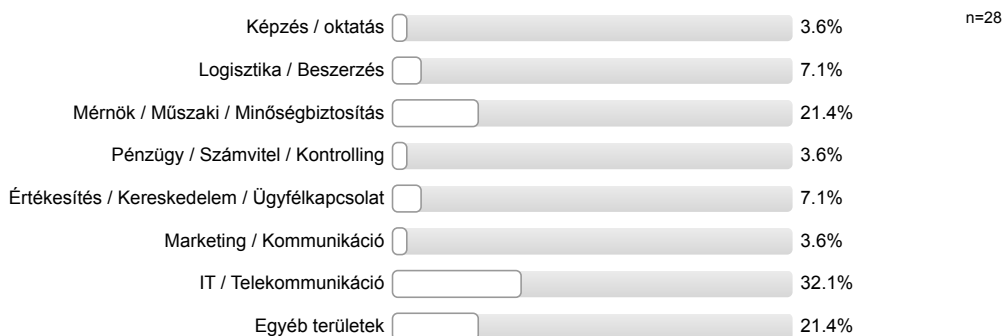 Képzés / oktatás 3.6% n=28
Logisztika / Beszerzés 7.1%
Mérnök / Műszaki / Minőségbiztosítás 21.4%
Pénzügy / Számvitel / Kontrolling 3.6%
Értékesítés / Kereskedelem / Ügyfélkapcsolat 7.1%
Marketing / Kommunikáció 3.6%
IT / Telekommunikáció 32.1%
Egyéb területek 21.4%